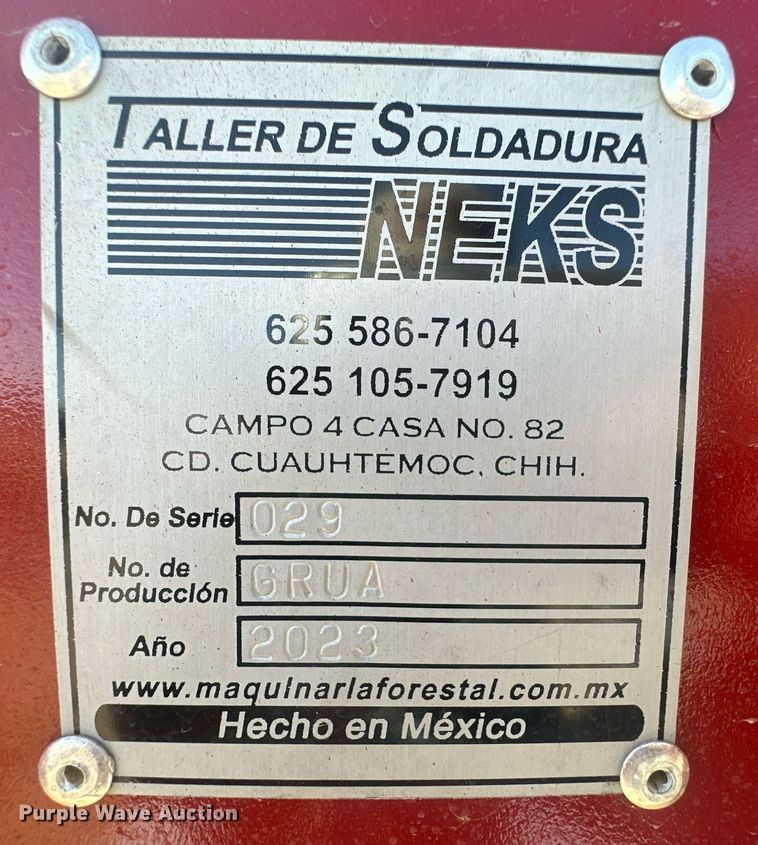 TALLER DE SOLDADURA
NEKS
625 586-7104
625 105-7919
CAMPO 4 CASA NO. 82
CD. CUAUHTÉMOC, CHIH.
No. De Serie 029
No. de
Producción GRUA
Año 2023
www.maquinariaforestal.com.mx
Hecho en México
Purple Wave Auction